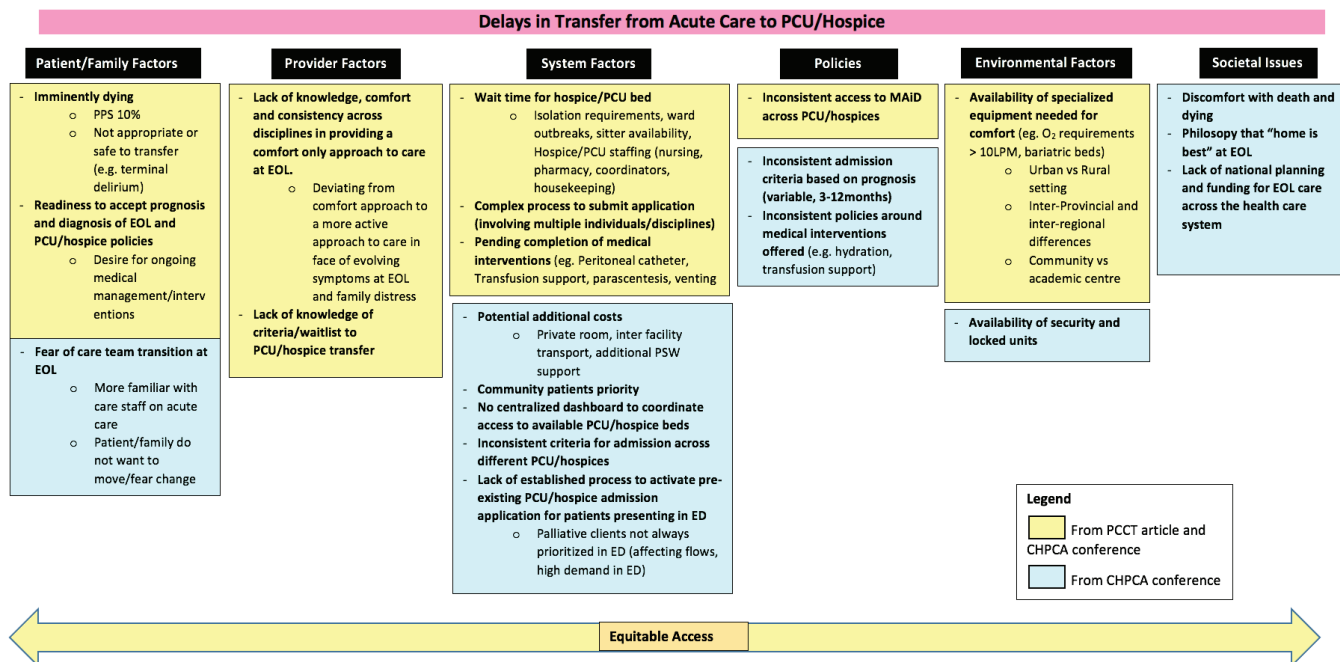 Delays in Transfer from Acute Care to PCU/Hospice
Patient/Family Factors
- Imminently dying
o PPS 10%
o Not appropriate or
safe to transfer
(e.g. terminal
delirium)
- Readiness to accept prognosis
and diagnosis of EOL and
PCU/hospice policies
o Desire for ongoing
medical
management/interv
entions
- Fear of care team transition at
EOL
o More familiar with
care staff on acute
care
o Patient/family do
not want to
move/fear change
Provider Factors
- Lack of knowledge, comfort
and consistency across
disciplines in providing a
comfort only approach to care
at EOL.
o Deviating from
comfort approach to
a more active
approach to care in
face of evolving
symptoms at EOL
and family distress
- Lack of knowledge of
criteria/waitlist to
PCU/hospice transfer
System Factors
- Wait time for hospice/PCU bed
o Isolation requirements, ward
outbreaks, sitter availability,
Hospice/PCU staffing (nursing,
pharmacy, coordinators,
housekeeping)
- Complex process to submit application
(involving multiple individuals/disciplines)
- Pending completion of medical
interventions (eg. Peritoneal catheter,
Transfusion support, parascentesis, venting
- Potential additional costs
o Private room, inter facility
transport, additional PSW
support
- Community patients priority
- No centralized dashboard to coordinate
access to available PCU/hospice beds
- Inconsistent criteria for admission across
different PCU/hospices
- Lack of established process to activate pre-
existing PCU/hospice admission
application for patients presenting in ED
o Palliative clients not always
prioritized in ED (affecting flows,
high demand in ED)
Policies
- Inconsistent access to MAiD
across PCU/hospices
- Inconsistent admission
criteria based on prognosis
(variable, 3-12months)
- Inconsistent policies around
medical interventions
offered (e.g. hydration,
transfusion support)
Environmental Factors
- Availability of specialized
equipment needed for
comfort (eg. O₂ requirements
> 10LPM, bariatric beds)
o Urban vs Rural
setting
o Inter-Provincial and
inter-regional
differences
o Community vs
academic centre
- Availability of security and
locked units
Societal Issues
- Discomfort with death and
dying
- Philosopy that “home is
best” at EOL
- Lack of national planning
and funding for EOL care
across the health care
system
Legend
From PCCT article and
CHPCA conference
From CHPCA conference
Equitable Access